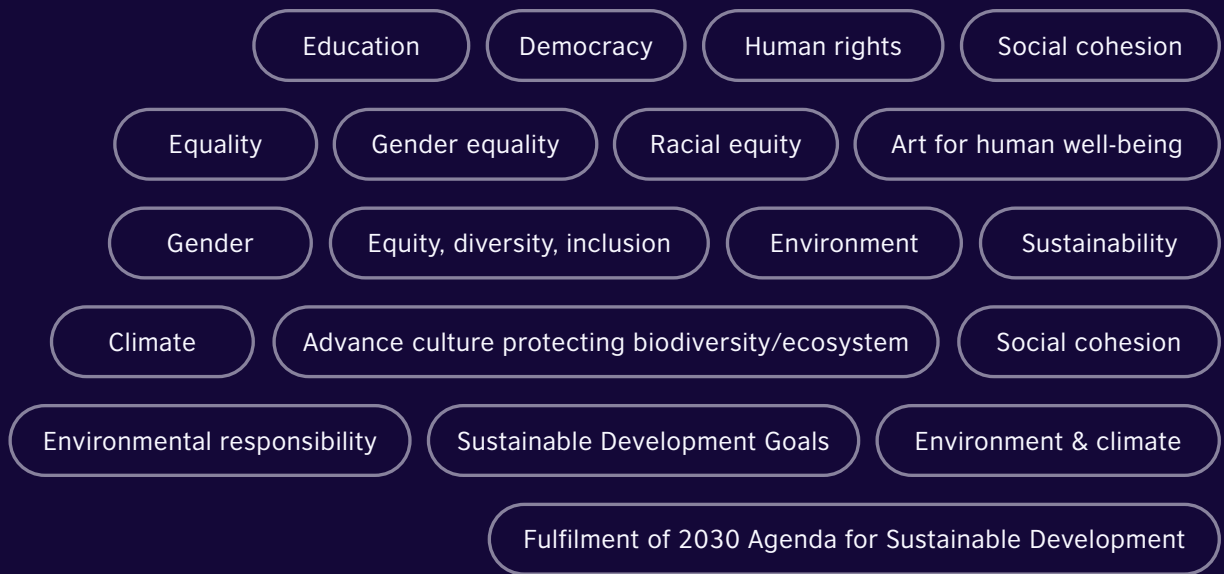 Education Democracy Human rights Social cohesion
Equality Gender equality Racial equity Art for human well-being
Gender Equity, diversity, inclusion Environment Sustainability
Climate Advance culture protecting biodiversity/ecosystem Social cohesion
Environmental responsibility Sustainable Development Goals Environment & climate
Fulfilment of 2030 Agenda for Sustainable Development